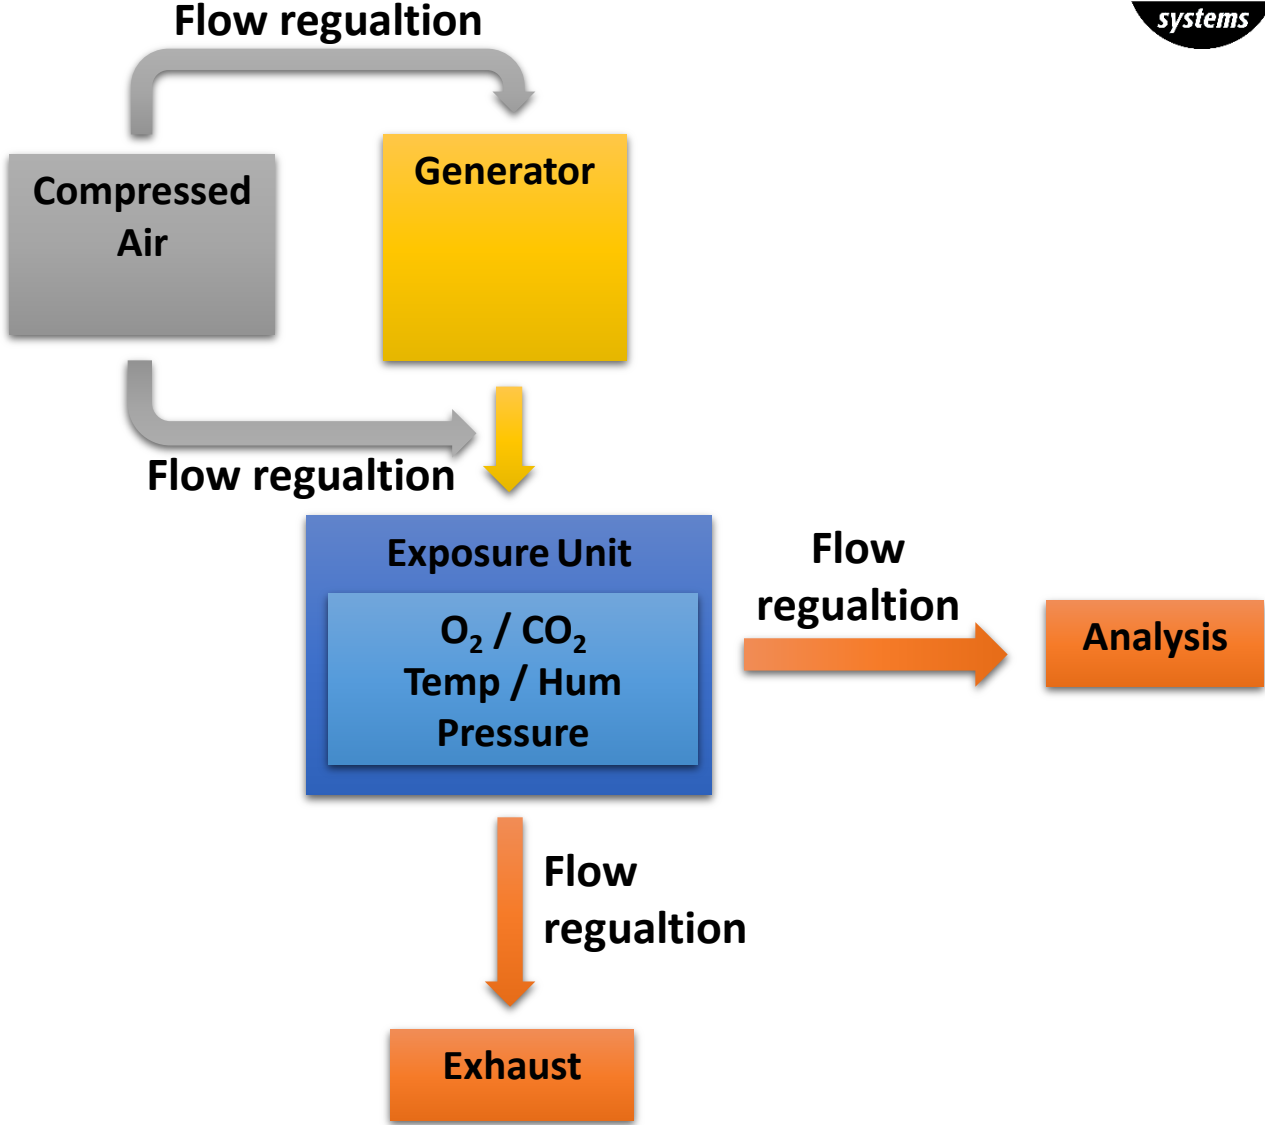 Flow regualtion
systems
Compressed
Air
Generator
Flow regualtion
Exposure Unit
O₂ / CO₂
Temp / Hum
Pressure
Flow
regualtion
Analysis
Flow
regualtion
Exhaust